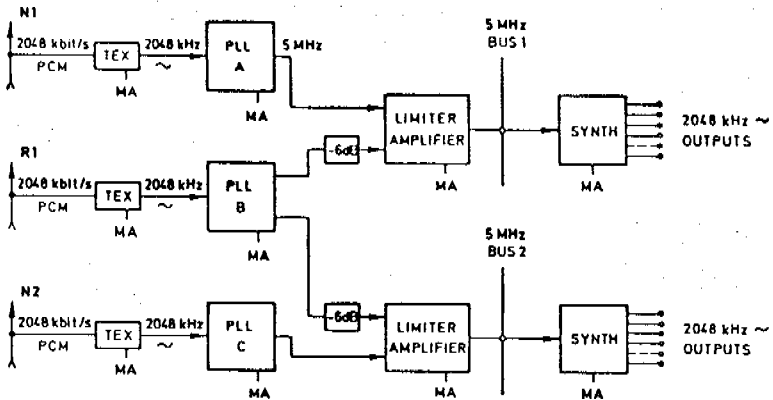 N1
2048 kbit/s
PCM
TEX
MA
2048 kHz
~
PLL
A
MA
5 MHz
LIMITER
AMPLIFIER
MA
5 MHz
BUS 1
SYNTH
MA
2048 kHz ~
OUTPUTS
R1
2048 kbit/s
PCM
TEX
MA
2048 kHz
~
PLL
B
MA
-6dB
-6dB
N2
2048 kbit/s
PCM
TEX
MA
2048 kHz
~
PLL
C
MA
LIMITER
AMPLIFIER
MA
5 MHz
BUS 2
SYNTH
MA
2048 kHz ~
OUTPUTS